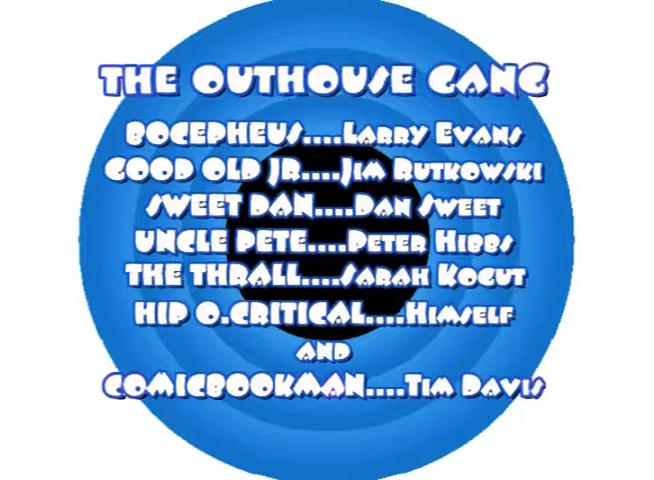 THE OUTHOUSE GANG
BOCEPHEUS....Larry Evans
GOOD OLD JR....Jim Rutkowski
SWEET DAN....Dan Sweet
UNCLE PETE....Peter Hibbs
THE THRALL....Sarah Kogut
HIP O.CRITICAL....Himself
AND
COMICBOOKMAN....Tim Davis